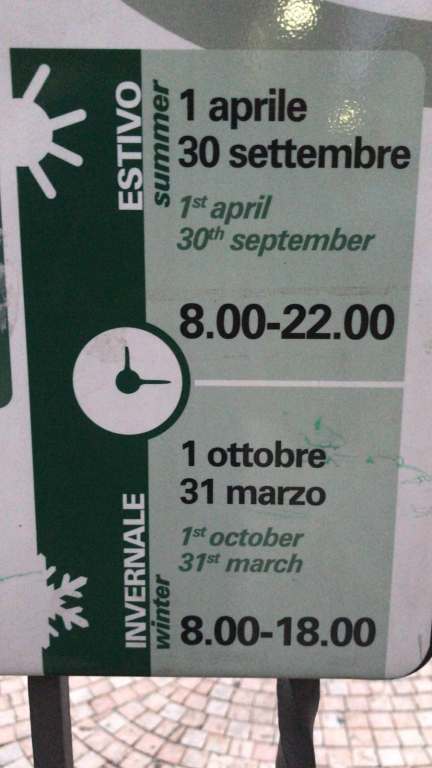 ESTIVO
summer
1 aprile
30 settembre
1st april
30th september
8.00-22.00
INVERNALE
winter
1 ottobre
31 marzo
1st october
31st march
8.00-18.00